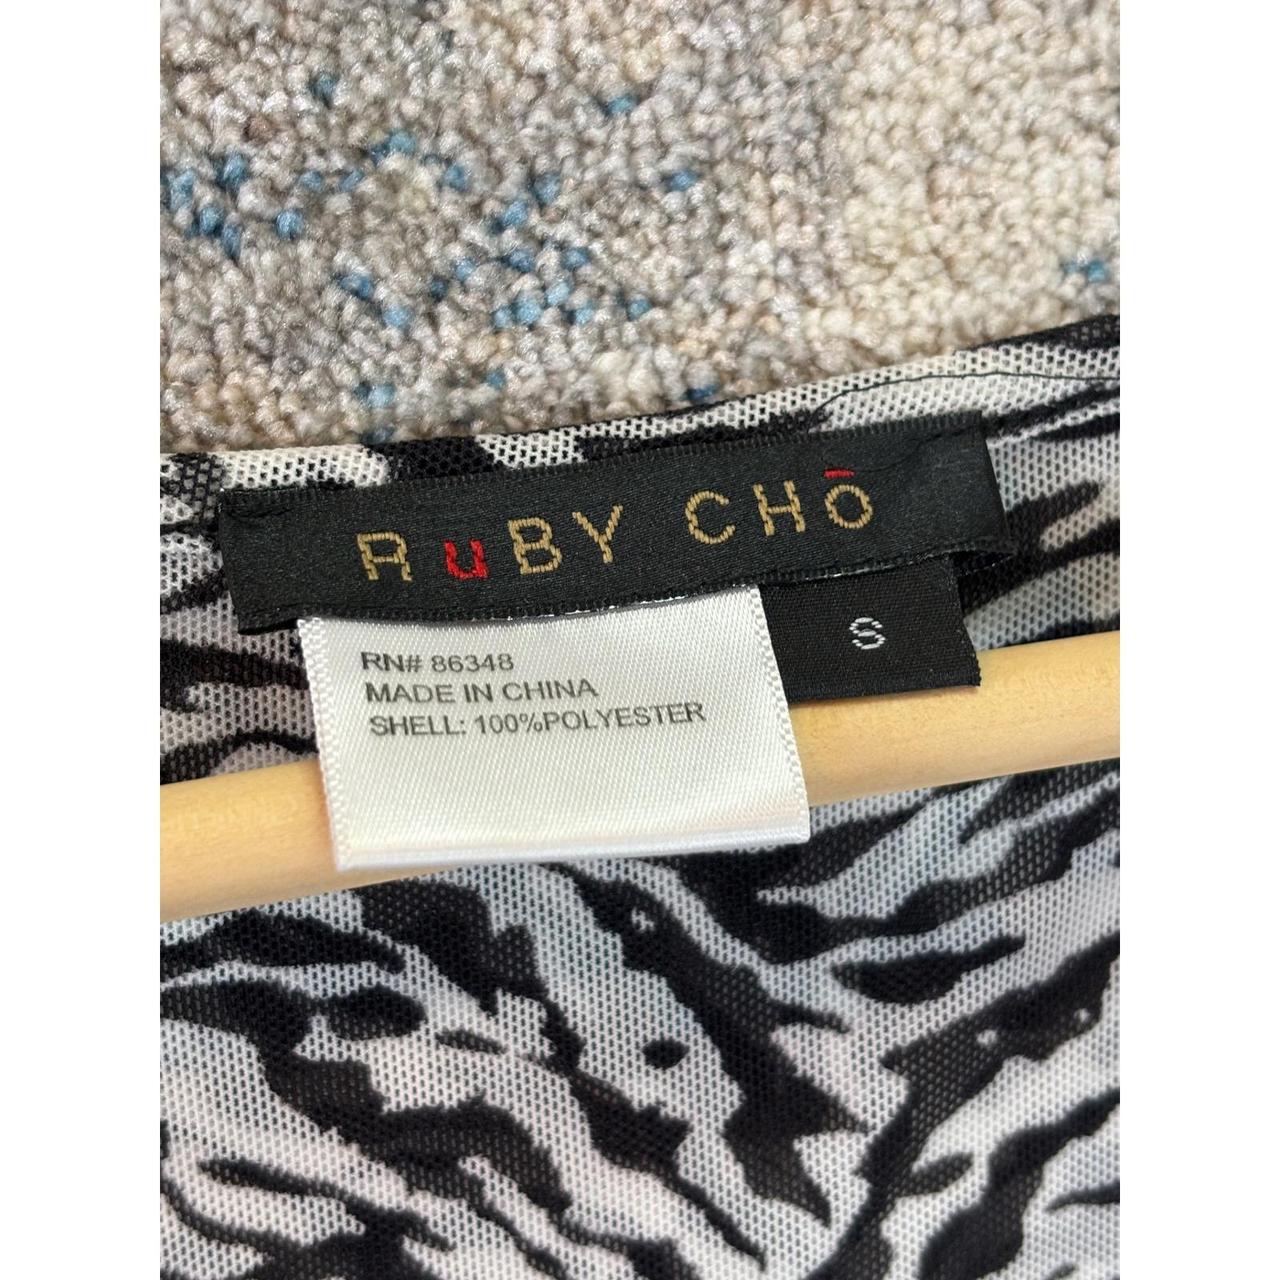 RuBY CHō
S
RN# 86348
MADE IN CHINA
SHELL: 100%POLYESTER